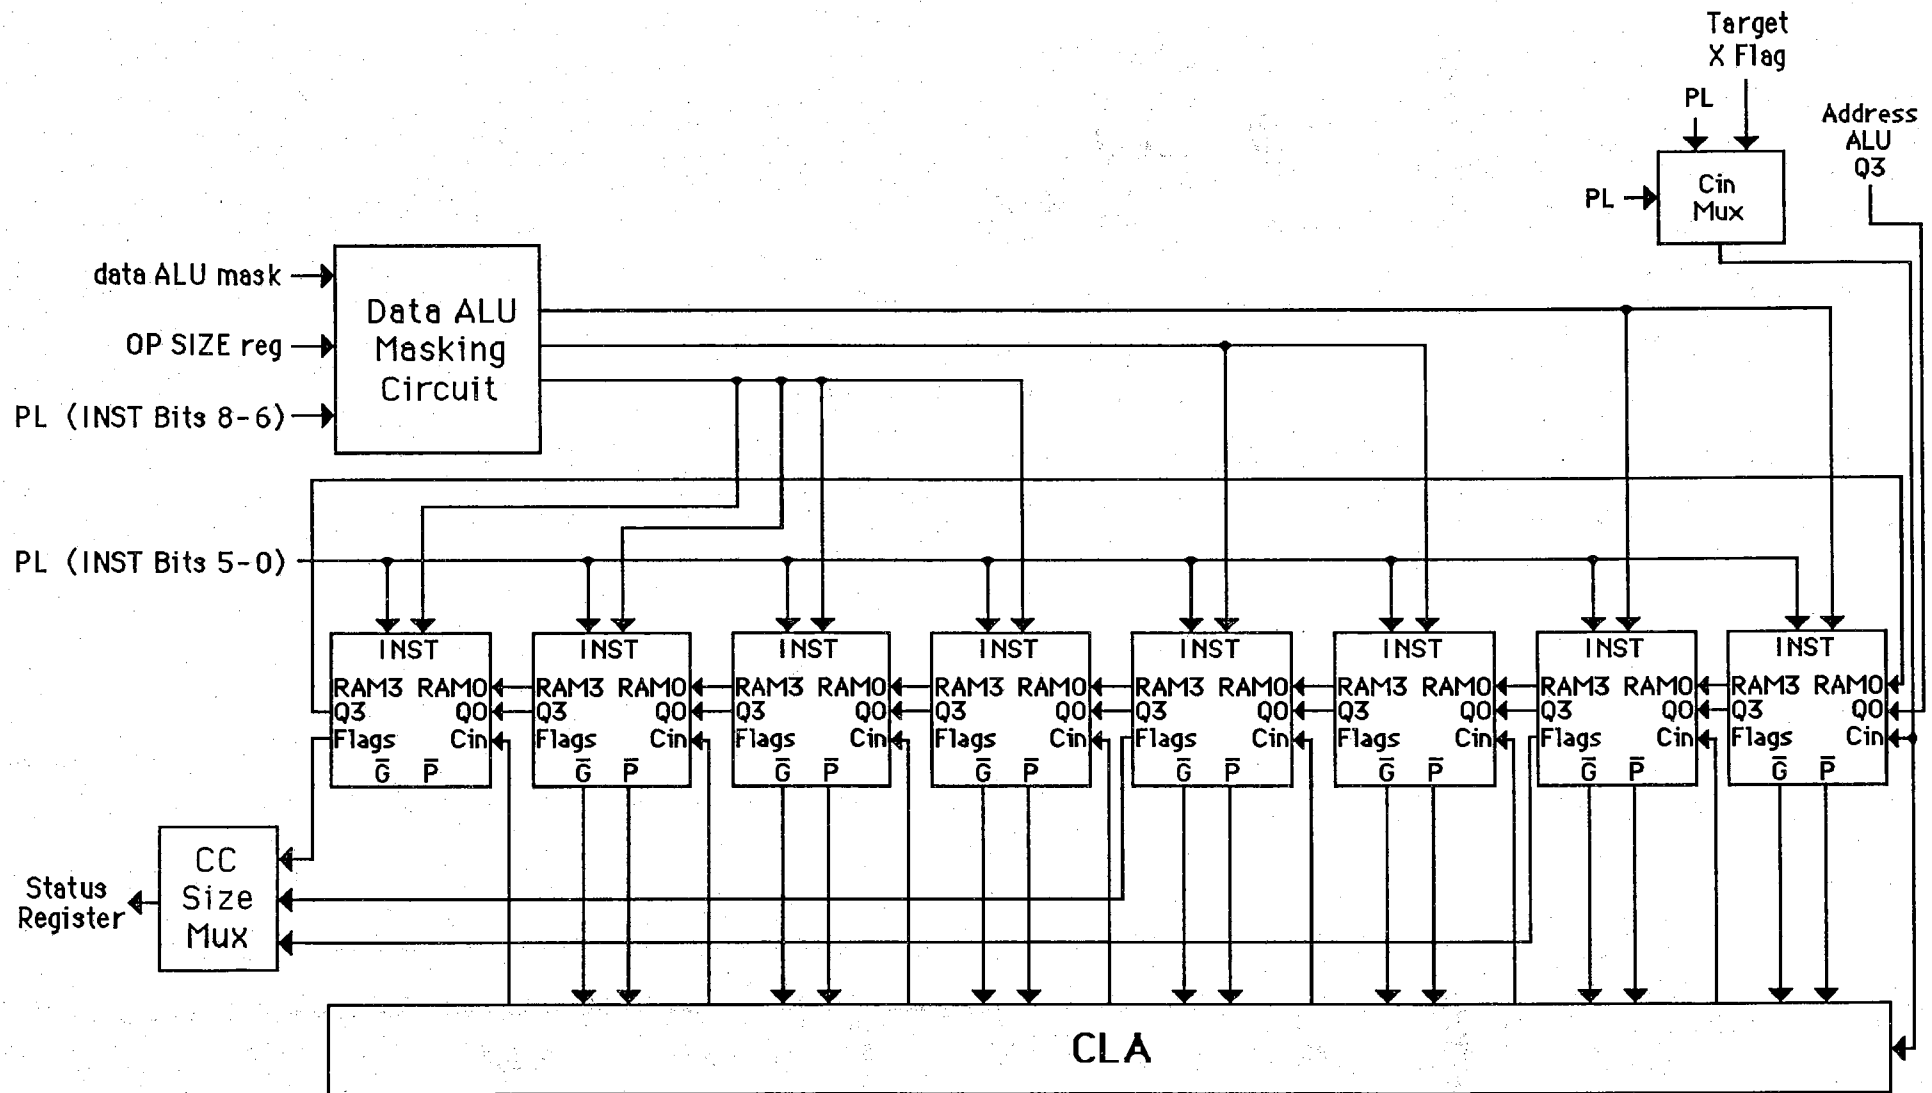 Target
X Flag
PL
Address
ALU
Q3
PL
Cin
Mux
data ALU mask
OP SIZE reg
PL (INST Bits 8-6)
Data ALU
Masking
Circuit
PL (INST Bits 5-0)
INST INST INST INST INST INST INST INST
RAM3 RAM0 RAM3 RAM0 RAM3 RAM0 RAM3 RAM0 RAM3 RAM0 RAM3 RAM0 RAM3 RAM0 RAM3 RAM0
Q3 Q0 Q3 Q0 Q3 Q0 Q3 Q0 Q3 Q0 Q3 Q0 Q3 Q0 Q3 Q0
Flags Cin Flags Cin Flags Cin Flags Cin Flags Cin Flags Cin Flags Cin Flags Cin
G̅ P̅ G̅ P̅ G̅ P̅ G̅ P̅ G̅ P̅ G̅ P̅ G̅ P̅ G̅ P̅
CC
Size
Mux
Status
Register
CLA